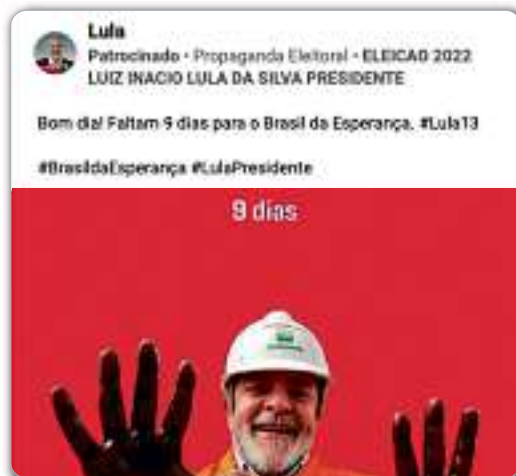 Lula
Patrocinado • Propaganda Eleitoral • ELEICAO 2022
LUIZ INACIO LULA DA SILVA PRESIDENTE
Bom dia! Faltam 9 dias para o Brasil da Esperança. #Lula13
#BrasildaEsperança #LulaPresidente
9 dias